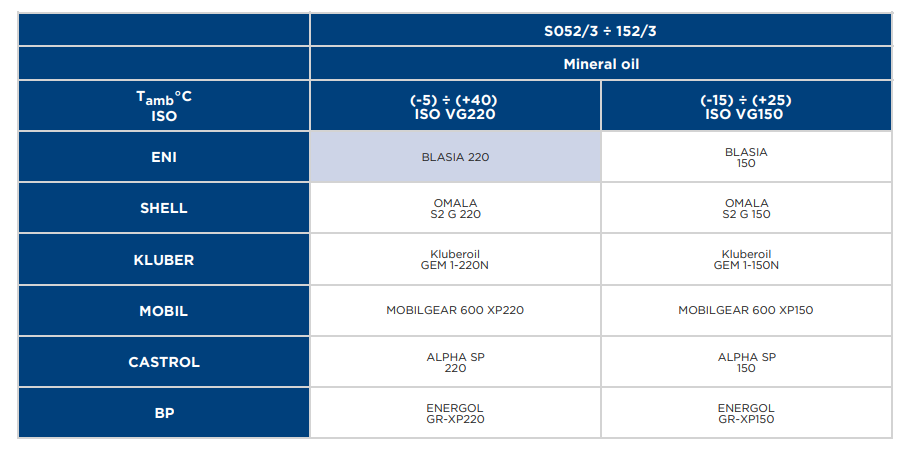 S052/3 ÷ 152/3
Mineral oil
Tamb°C
ISO
(-5) ÷ (+40)
ISO VG220
(-15) ÷ (+25)
ISO VG150
ENI
BLASIA 220
BLASIA
150
SHELL
OMALA
S2 G 220
OMALA
S2 G 150
KLUBER
Kluberoil
GEM 1-220N
Kluberoil
GEM 1-150N
MOBIL
MOBILGEAR 600 XP220
MOBILGEAR 600 XP150
CASTROL
ALPHA SP
220
ALPHA SP
150
BP
ENERGOL
GR-XP220
ENERGOL
GR-XP150